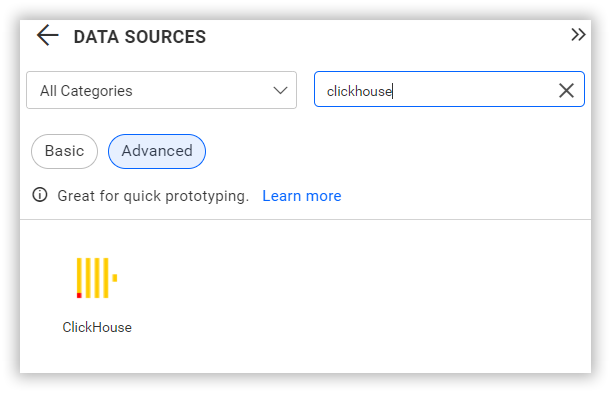 DATA SOURCES
All Categories
clickhouse
Basic
Advanced
Great for quick prototyping. Learn more
ClickHouse